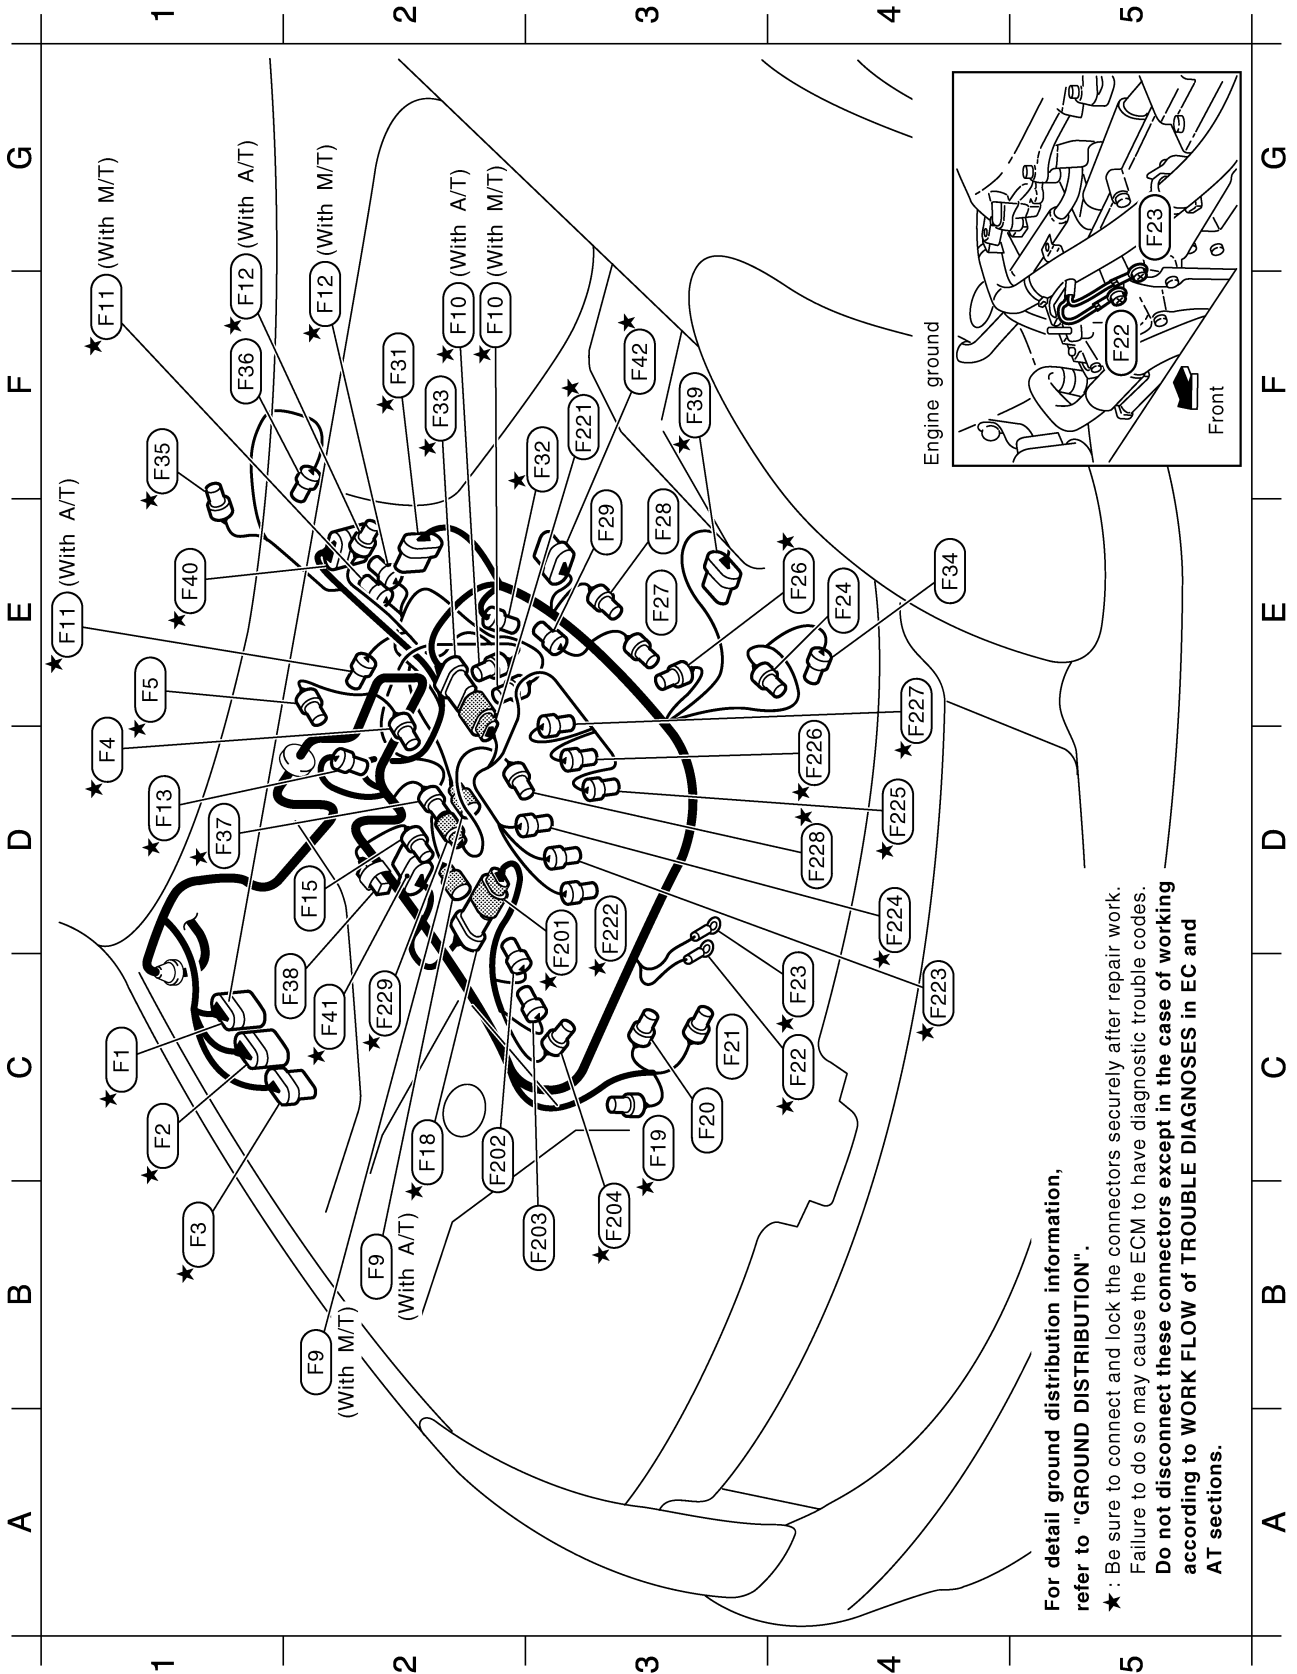 1
2
3
4
5
G
F
E
D
C
B
A
★ F11 (With M/T)
★ F12 (With A/T)
★ F12 (With M/T)
F36
★ F31
★ F33
★ F10 (With A/T)
★ F10 (With M/T)
★ F42
★ F39
★ F35
★ F11 (With A/T)
★ F40
★ F32
★ F221
F29
F28
F27
★ F26
F24
F34
★ F5
★ F4
★ F13
★ F37
F15
F38
★ F41
★ F229
★ F201
★ F222
★ F227
★ F226
★ F225
★ F228
★ F224
★ F223
★ F23
★ F22
F21
F20
★ F19
★ F1
★ F2
★ F3
★ F18
F202
F203
★ F204
F9
(With A/T)
F9
(With M/T)
Engine ground
F23
F22
Front
For detail ground distribution information,
refer to "GROUND DISTRIBUTION".
★ : Be sure to connect and lock the connectors securely after repair work.
Failure to do so may cause the ECM to have diagnostic trouble codes.
Do not disconnect these connectors except in the case of working
according to WORK FLOW of TROUBLE DIAGNOSES in EC and
AT sections.
1
2
3
4
5
G
F
E
D
C
B
A